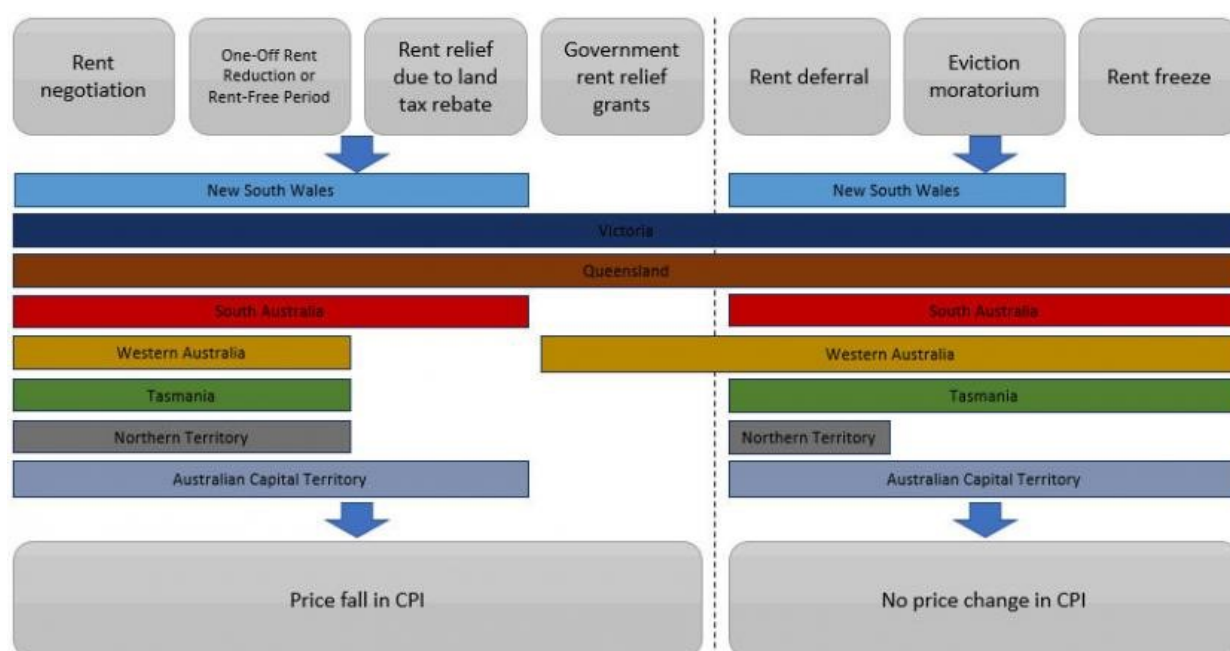 Rent
negotiation
One-Off Rent
Reduction or
Rent-Free Period
Rent relief
due to land
tax rebate
Government
rent relief
grants
Rent deferral
Eviction
moratorium
Rent freeze
New South Wales
New South Wales
Victoria
Queensland
South Australia
South Australia
Western Australia
Western Australia
Tasmania
Tasmania
Northern Territory
Northern Territory
Australian Capital Territory
Australian Capital Territory
Price fall in CPI
No price change in CPI